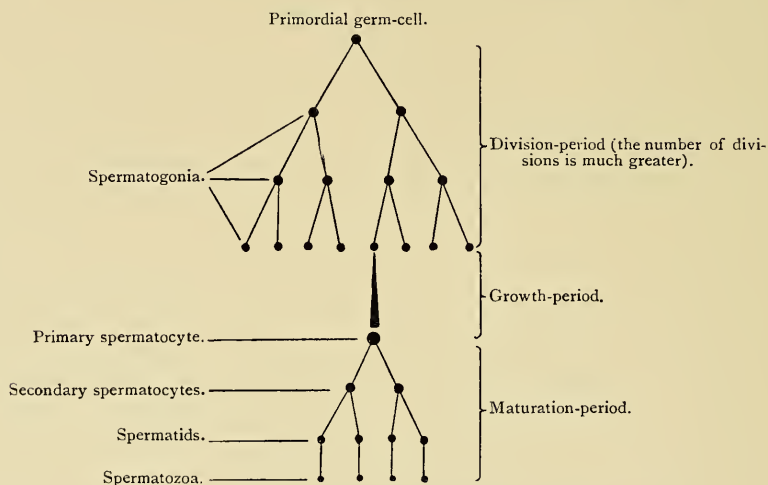 Primordial germ-cell.
Division-period (the number of divi-
sions is much greater).
Spermatogonia.
Growth-period.
Primary spermatocyte.
Secondary spermatocytes.
Maturation-period.
Spermatids.
Spermatozoa.